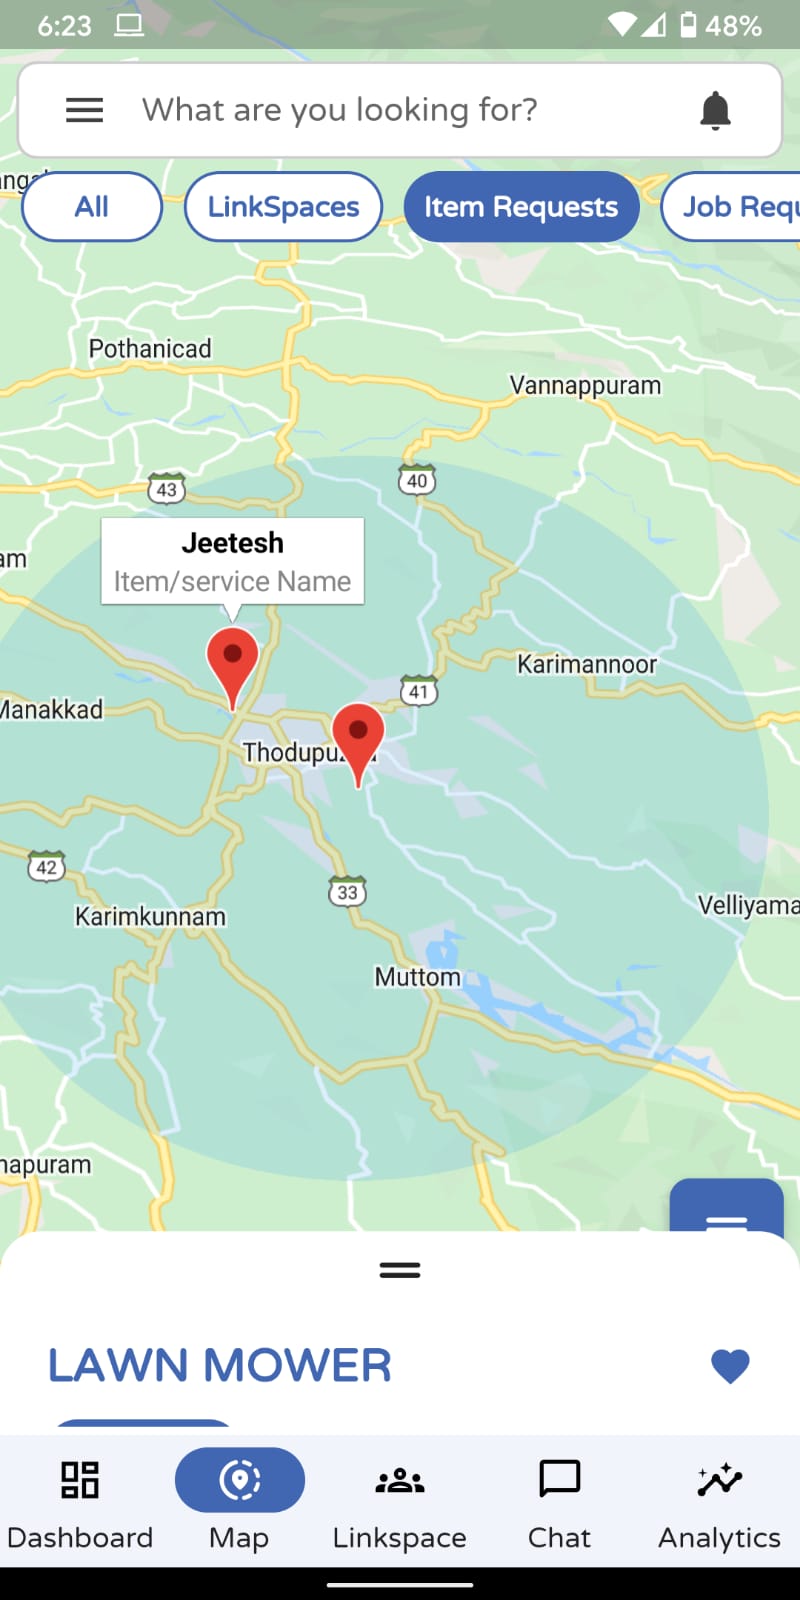 6:23
48%
What are you looking for?
All
LinkSpaces
Item Requests
Job Requ
Pothanicad
Vannappuram
43
40
Jeetesh
Item/service Name
am
Karimannoor
41
Manakkad
42
33
Karimkunnam
Velliyama
Muttom
napuram
LAWN MOWER
Dashboard
Map
Linkspace
Chat
Analytics